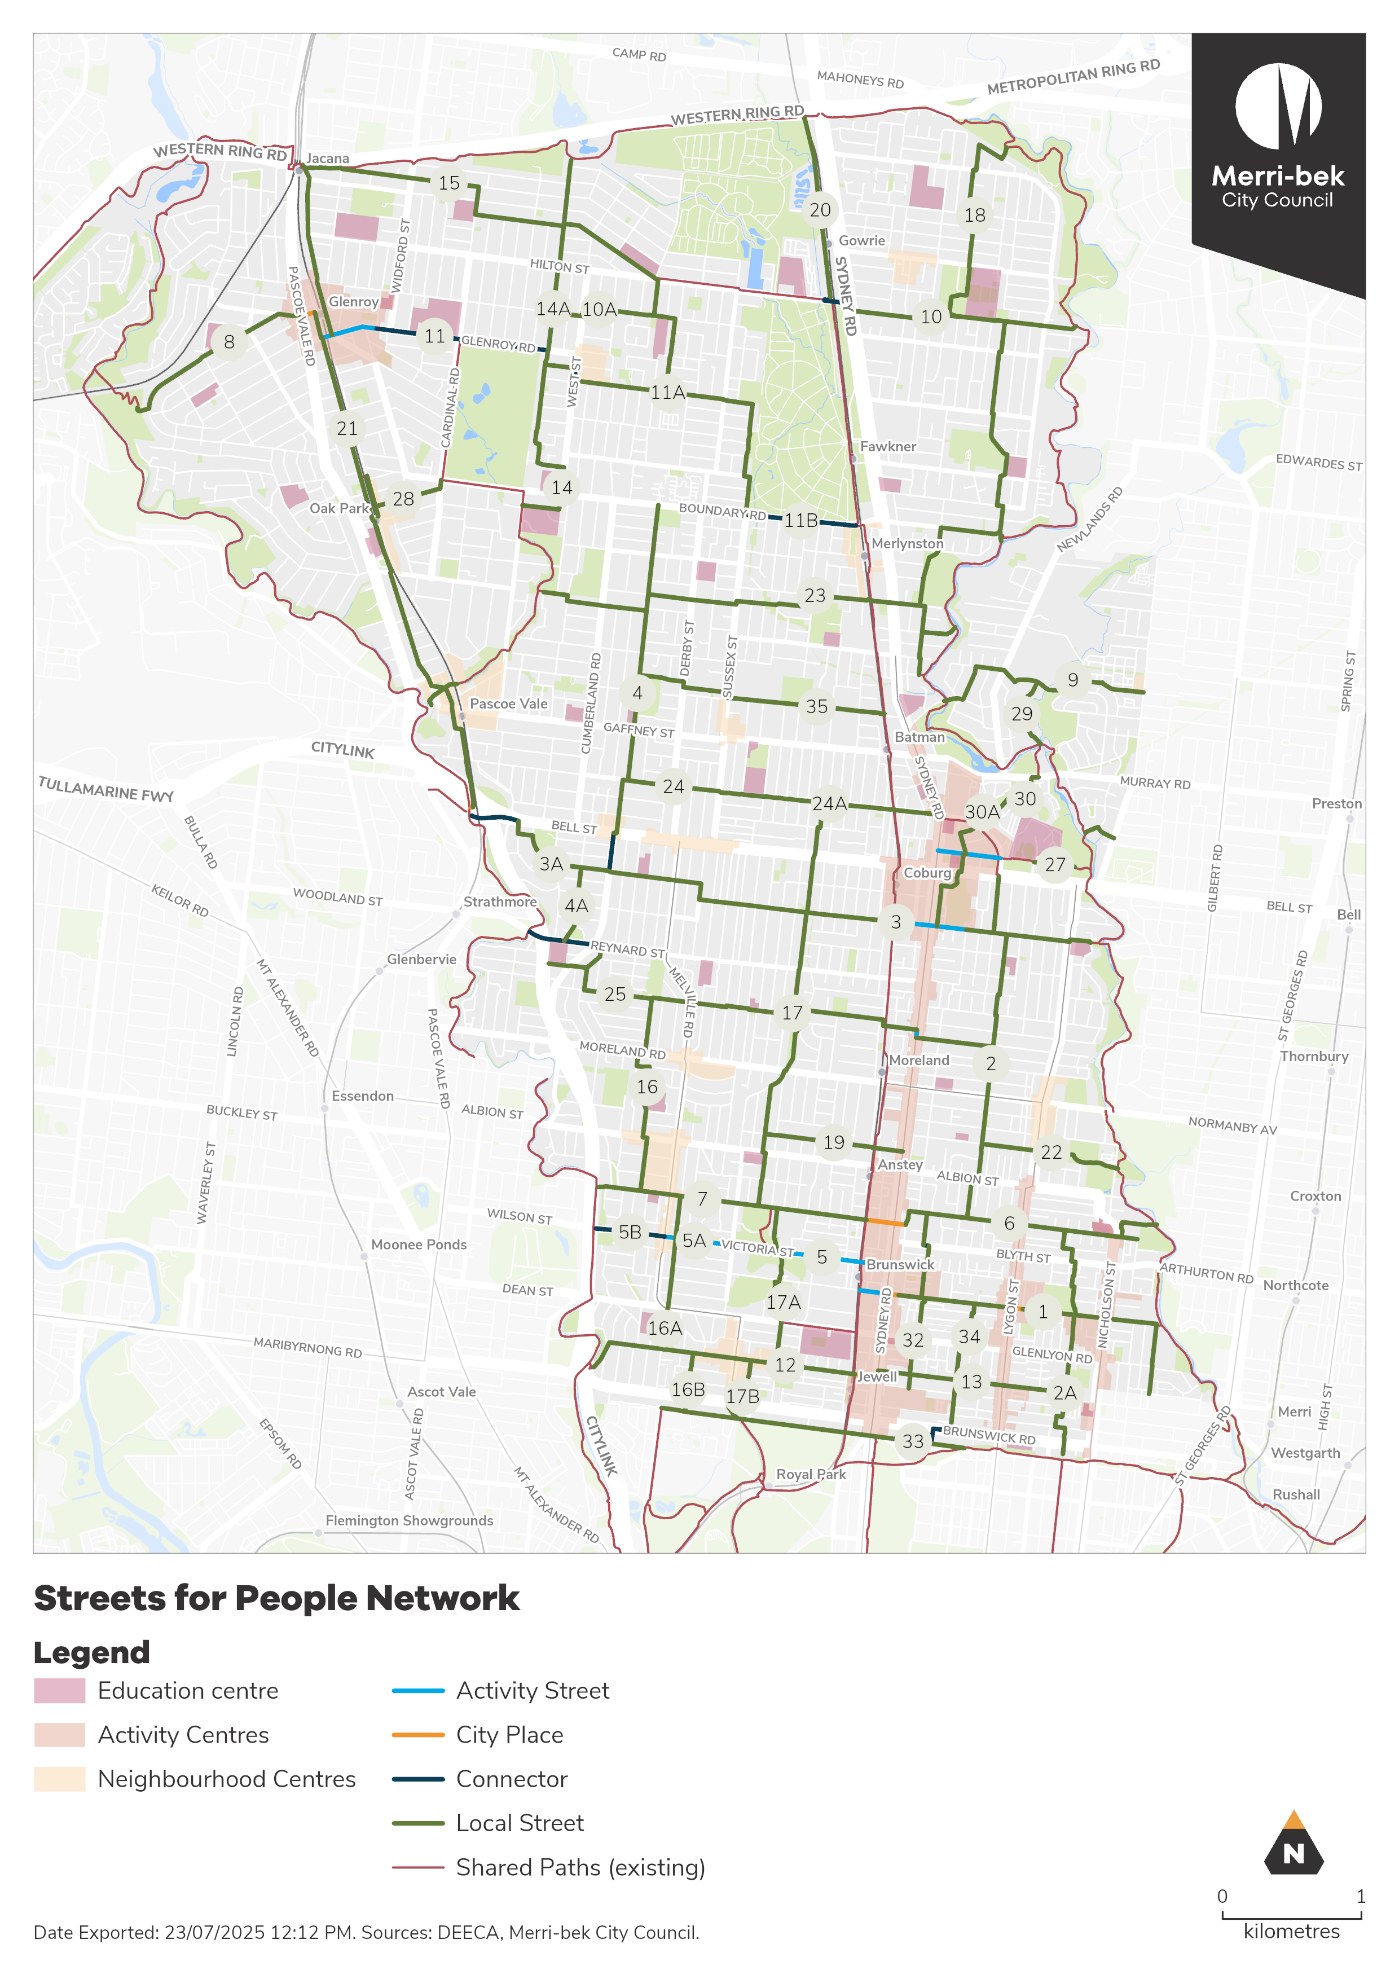 CAMP RD
MAHONEYS RD
METROPOLITAN RING RD
WESTERN RING RD
WESTERN RING RD
Jacana
Merri-bek
City Council
15
20
18
WIDFORD ST
HILTON ST
Gowrie
SYDNEY RD
PASCOE VALE RD
Glenroy
14A
10A
10
8
11
GLENROY RD
WEST ST
11A
CARDINAL RD
21
Fawkner
EDWARDES ST
28
14
Oak Park
BOUNDARY RD
11B
NEWLANDS RD
Merlynston
23
DERBY ST
SUSSEX ST
CUMBERLAND RD
SPRING ST
4
9
Pascoe Vale
35
29
GAFFNEY ST
Batman
CITYLINK
SYDNEY RD
MURRAY RD
TULLAMARINE FWY
24
24A
30A
30
Preston
BULLA RD
BELL ST
3A
Coburg
27
GILBERT RD
KEILOR RD
WOODLAND ST
Strathmore
4A
3
BELL ST
Bell
REYNARD ST
Glenbervie
MT ALEXANDER RD
MELVILLE RD
25
17
ST GEORGES RD
LINCOLN RD
PASCOE VALE RD
MORELAND RD
Moreland
2
Thornbury
16
Essendon
BUCKLEY ST
ALBION ST
NORMANBY AV
19
22
WAVERLEY ST
Anstey
ALBION ST
Croxton
7
WILSON ST
5B
5A
VICTORIA ST
5
6
Moonee Ponds
BLYTH ST
Brunswick
ARTHURTON RD
Northcote
DEAN ST
17A
LYGON ST
1
NICHOLSON ST
16A
SYDNEY RD
32
34
MARIBYRNONG RD
GLENLYON RD
12
Jewell
13
2A
Ascot Vale
16B
17B
Merri
HIGH ST
EPSOM RD
ASCOT VALE RD
CITYLINK
33
BRUNSWICK RD
ST GEORGES RD
Westgarth
MT ALEXANDER RD
Royal Park
Rushall
Flemington Showgrounds
Streets for People Network
Legend
Education centre
Activity Centres
Neighbourhood Centres
Activity Street
City Place
Connector
Local Street
Shared Paths (existing)
N
0 1
kilometres
Date Exported: 23/07/2025 12:12 PM. Sources: DEECA, Merri-bek City Council.